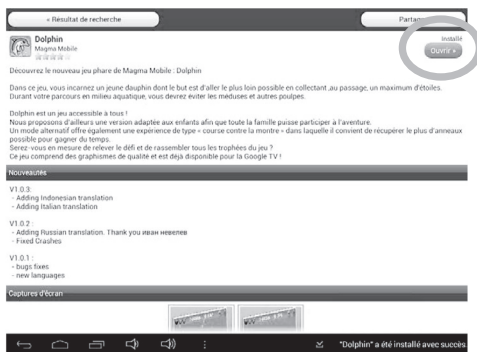 « Résultat de recherche
Partag
Dolphin
Magma Mobile
Installé
Ouvrir »
Découvrez le nouveau jeu phare de Magma Mobile : Dolphin
Dans ce jeu, vous incarnez un jeune dauphin dont le but est d'aller le plus loin possible en collectant ,au passage, un maximum d'étoiles.
Durant votre parcours en milieu aquatique, vous devrez éviter les méduses et autres poulpes.
Dolphin est un jeu accessible à tous !
Nous proposons d'ailleurs une version adaptée aux enfants afin que toute la famille puisse participer à l'aventure.
Un mode alternatif offre également une expérience de type « course contre la montre » dans laquelle il convient de récupérer le plus d'anneaux
possible pour gagner du temps.
Serez-vous en mesure de relever le défi et de rassembler tous les trophées du jeu ?
Ce jeu comprend des graphismes de qualité et est déjà disponible pour la Google TV !
Nouveautés
V1.0.3:
- Adding Indonesian translation
- Adding Italian translation
V1.0.2 :
- Adding Russian translation. Thank you иван невелев
- Fixed Crashes
V1.0.1 :
- bugs fixes
- new languages
Captures d'écran
"Dolphin" a été installé avec succès.